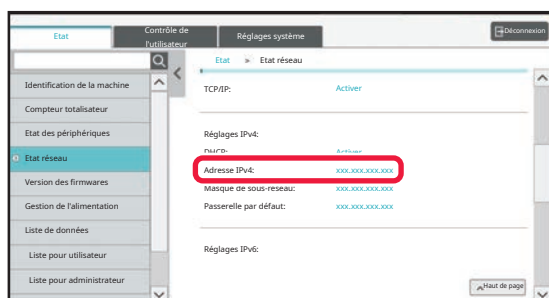 Etat
Contrôle de
l'utilisateur
Réglages système
Déconnexion
Etat » Etat réseau
Identification de la machine
Compteur totalisateur
Etat des périphériques
Etat réseau
Version des firmwares
Gestion de l'alimentation
Liste de données
Liste pour utilisateur
Liste pour administrateur
TCP/IP: Activer
Réglages IPv4:
DHCP: Activer
Adresse IPv4: xxx.xxx.xxx.xxx
Masque de sous-réseau: xxx.xxx.xxx.xxx
Passerelle par défaut: xxx.xxx.xxx.xxx
Réglages IPv6:
Haut de page